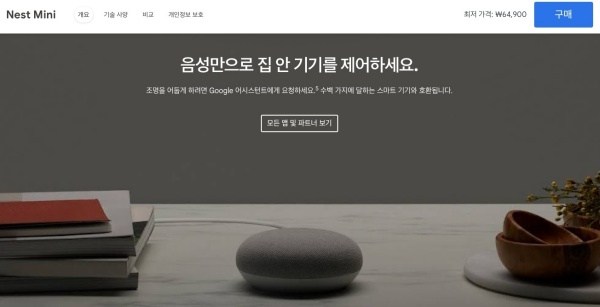 Nest Mini 개요 기술 사양 비교 개인정보 보호 최저 가격: ₩64,900 구매
음성만으로 집 안 기기를 제어하세요.
조명을 어둡게 하려면 Google 어시스턴트에게 요청하세요.§ 수백 가지에 달하는 스마트 기기와 호환됩니다.
모든 앱 및 파트너 보기